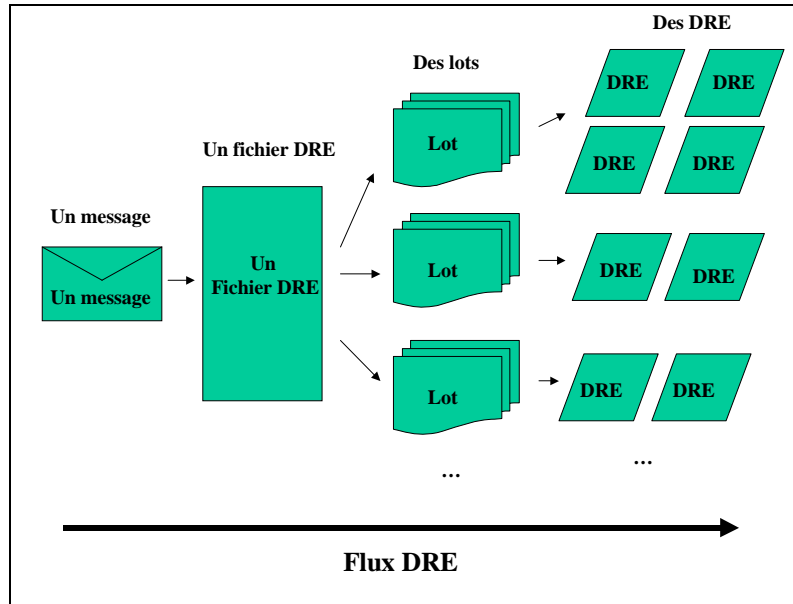 Des DRE
Des lots
DRE
DRE
Un fichier DRE
Lot
DRE
DRE
Un message
Un message
Un
Fichier DRE
Lot
DRE
DRE
Lot
DRE
DRE
...
...
Flux DRE